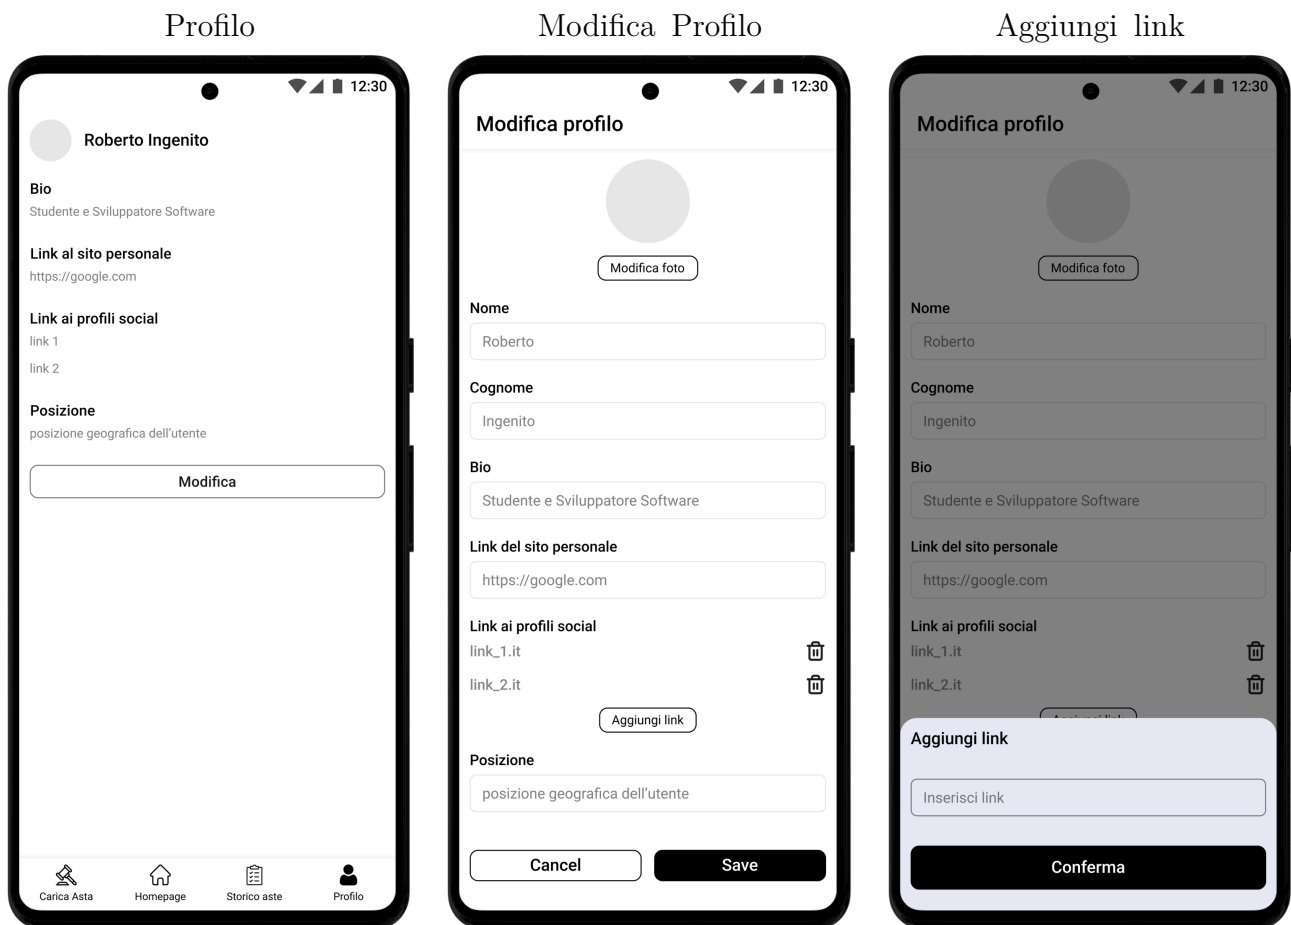 Profilo
12:30
Roberto Ingenito
Bio
Studente e Sviluppatore Software
Link al sito personale
https://google.com
Link ai profili social
link 1
link 2
Posizione
posizione geografica dell'utente
Modifica
Carica Asta
Homepage
Storico aste
Profilo
Modifica Profilo
12:30
Modifica profilo
Modifica foto
Nome
Roberto
Cognome
Ingenito
Bio
Studente e Sviluppatore Software
Link del sito personale
https://google.com
Link ai profili social
link_1.it
link_2.it
Aggiungi link
Posizione
posizione geografica dell'utente
Cancel
Save
Aggiungi link
12:30
Modifica profilo
Modifica foto
Nome
Roberto
Cognome
Ingenito
Bio
Studente e Sviluppatore Software
Link del sito personale
https://google.com
Link ai profili social
link_1.it
link_2.it
Aggiungi link
Aggiungi link
Inserisci link
Conferma